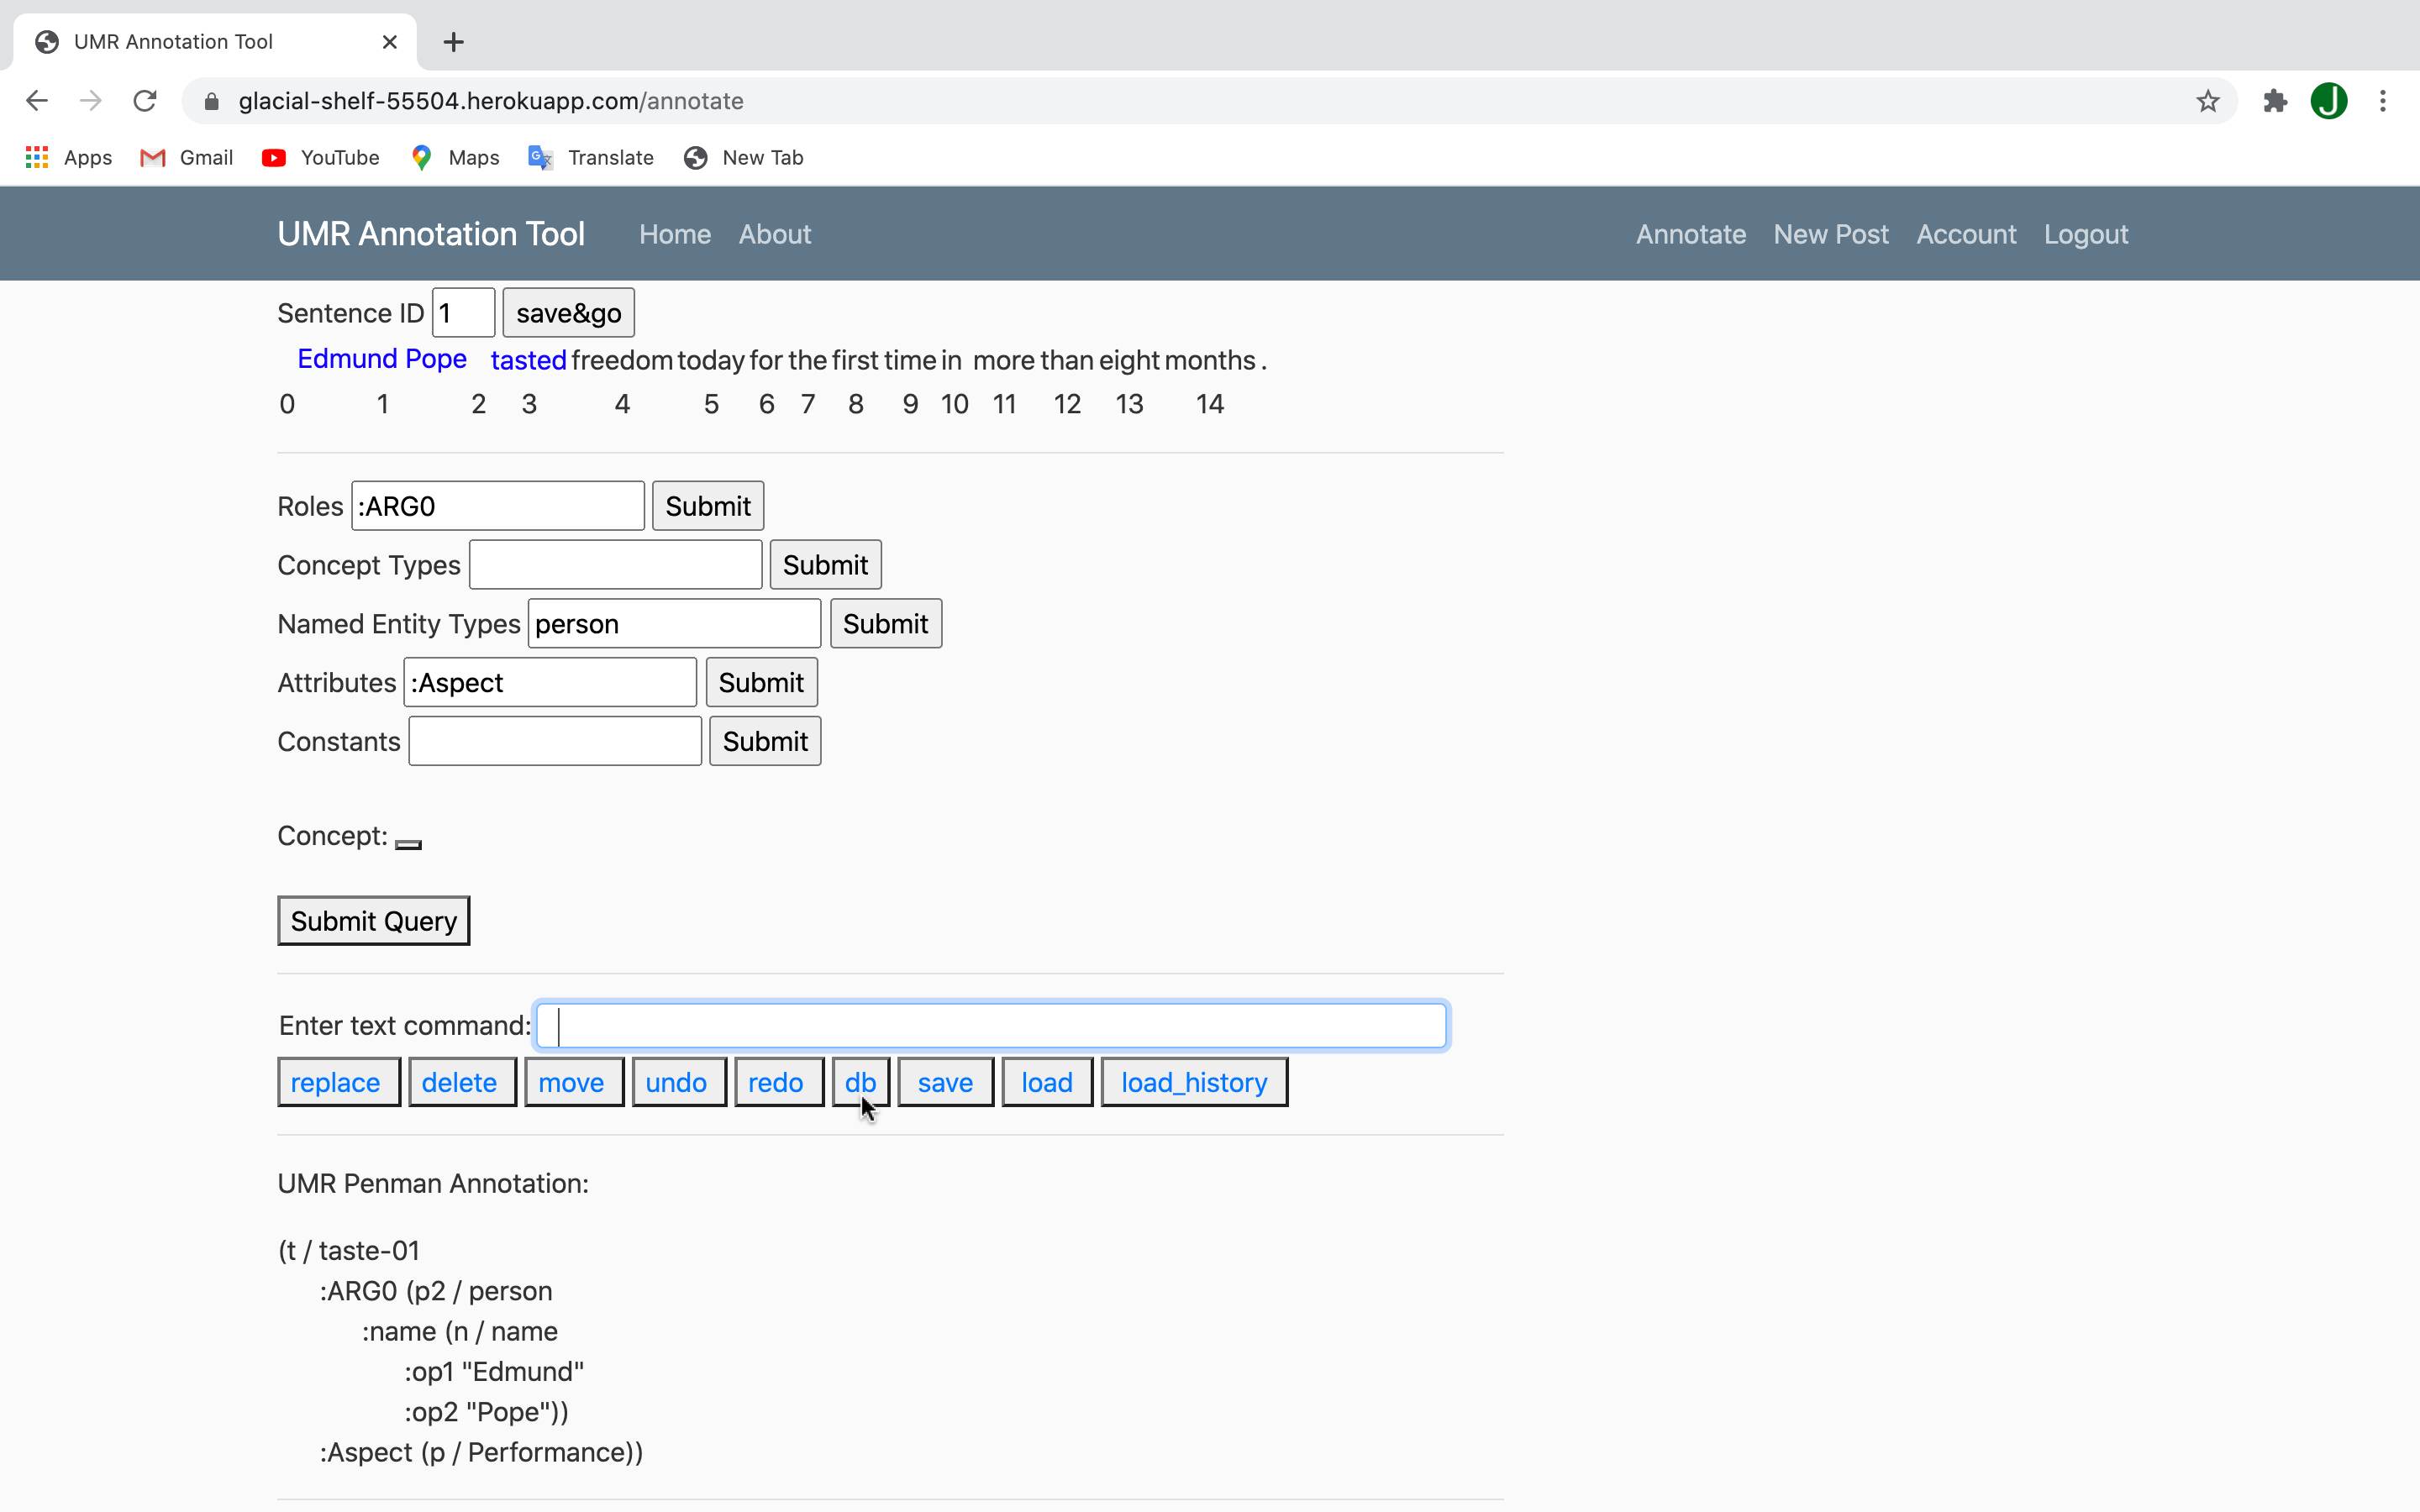 UMR Annotation Tool
glacial-shelf-55504.herokuapp.com/annotate
J
Apps Gmail YouTube Maps Translate New Tab
UMR Annotation Tool Home About Annotate New Post Account Logout
Sentence ID 1 save&go
Edmund Pope tasted freedom today for the first time in more than eight months .
0 1 2 3 4 5 6 7 8 9 10 11 12 13 14
Roles :ARG0 Submit
Concept Types Submit
Named Entity Types person Submit
Attributes :Aspect Submit
Constants Submit
Concept:
Submit Query
Enter text command:
replace delete move undo redo db save load load_history
UMR Penman Annotation:
(t / taste-01
:ARG0 (p2 / person
:name (n / name
:op1 "Edmund"
:op2 "Pope"))
:Aspect (p / Performance))